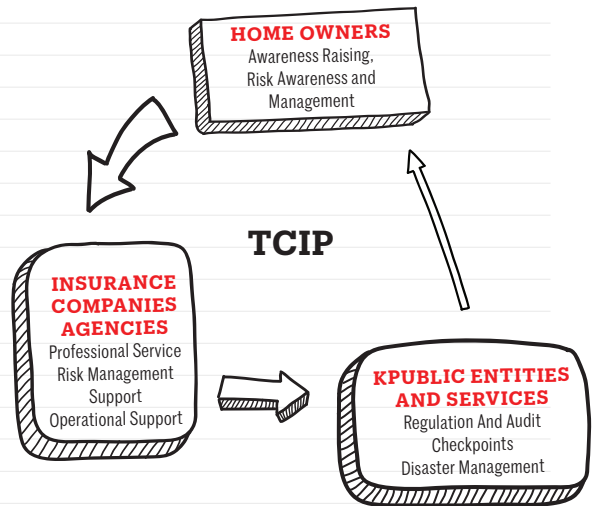 HOME OWNERS
Awareness Raising,
Risk Awareness and
Management
TCIP
INSURANCE
COMPANIES
AGENCIES
Professional Service
Risk Management
Support
Operational Support
KPUBLIC ENTITIES
AND SERVICES
Regulation And Audit
Checkpoints
Disaster Management